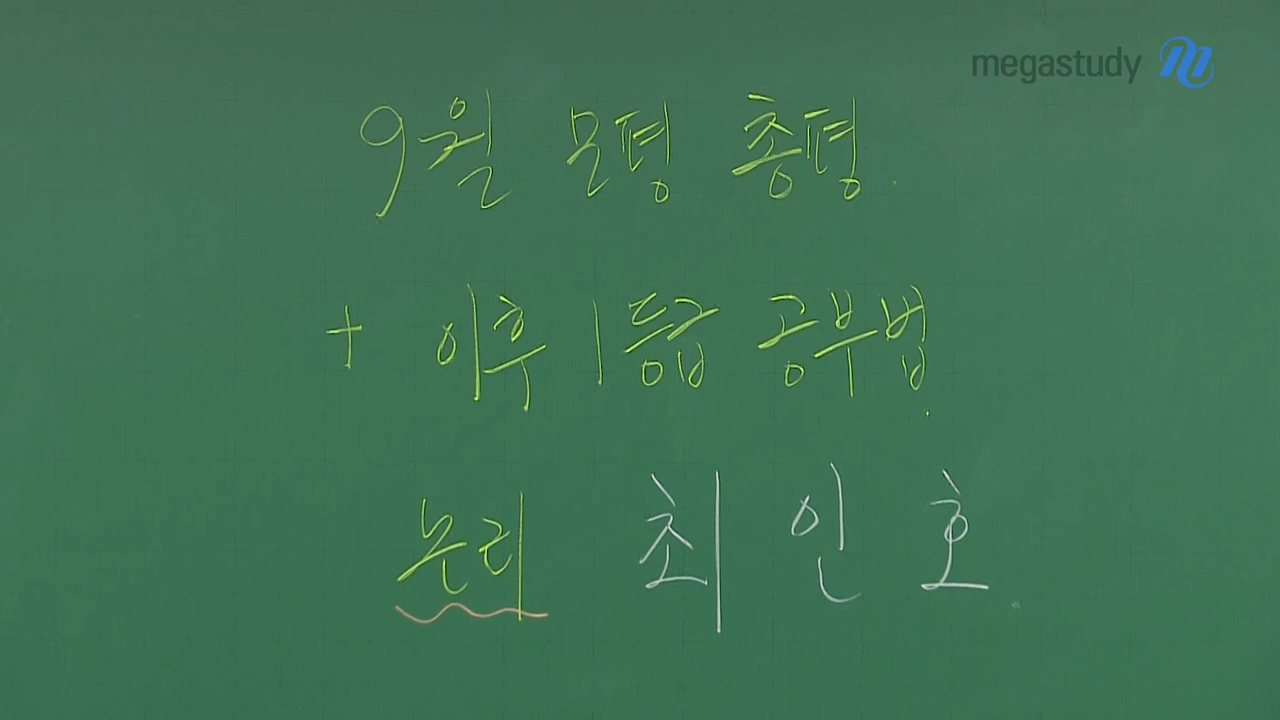 megastudy
9월 모평 총평.
+ 이후 1등급 공부법.
논리 최인호